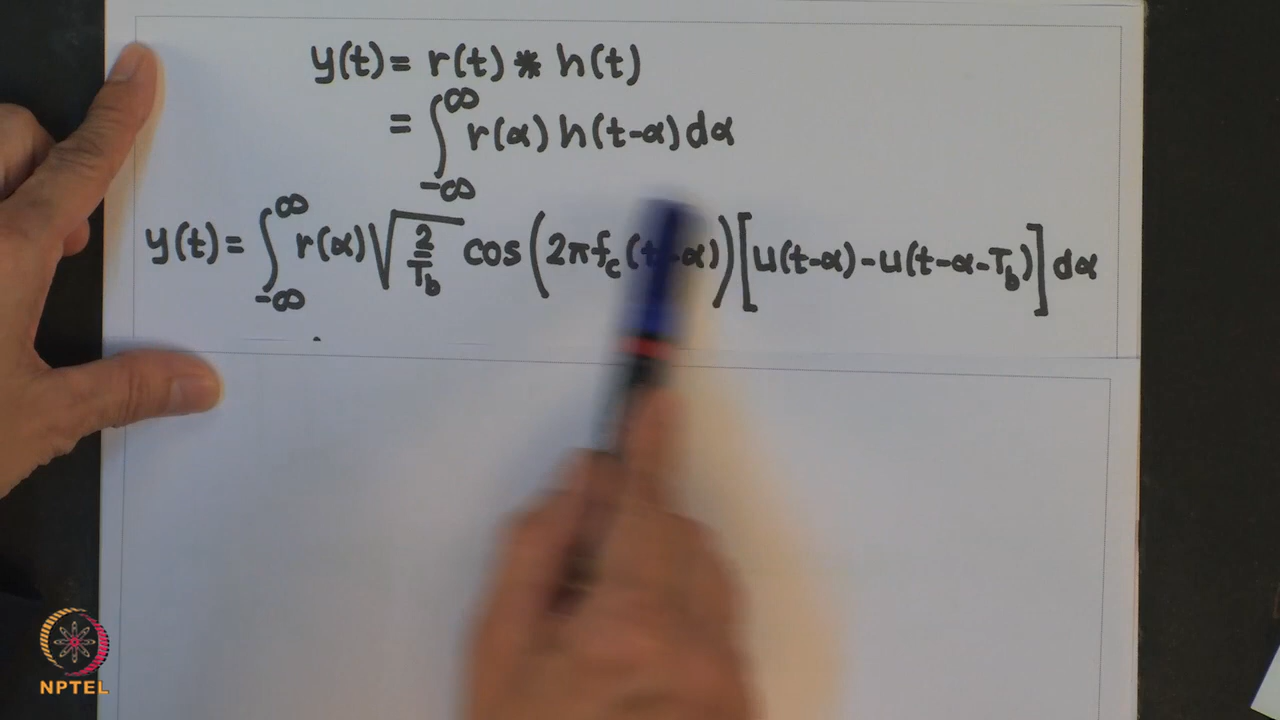 y(t) = r(t) * h(t)
= ∫_{-∞}^{∞} r(α) h(t-α) dα
y(t) = ∫_{-∞}^{∞} r(α) √(2/T_b) cos(2πf_c(t-α)) [u(t-α) - u(t-α-T_b)] dα
NPTEL